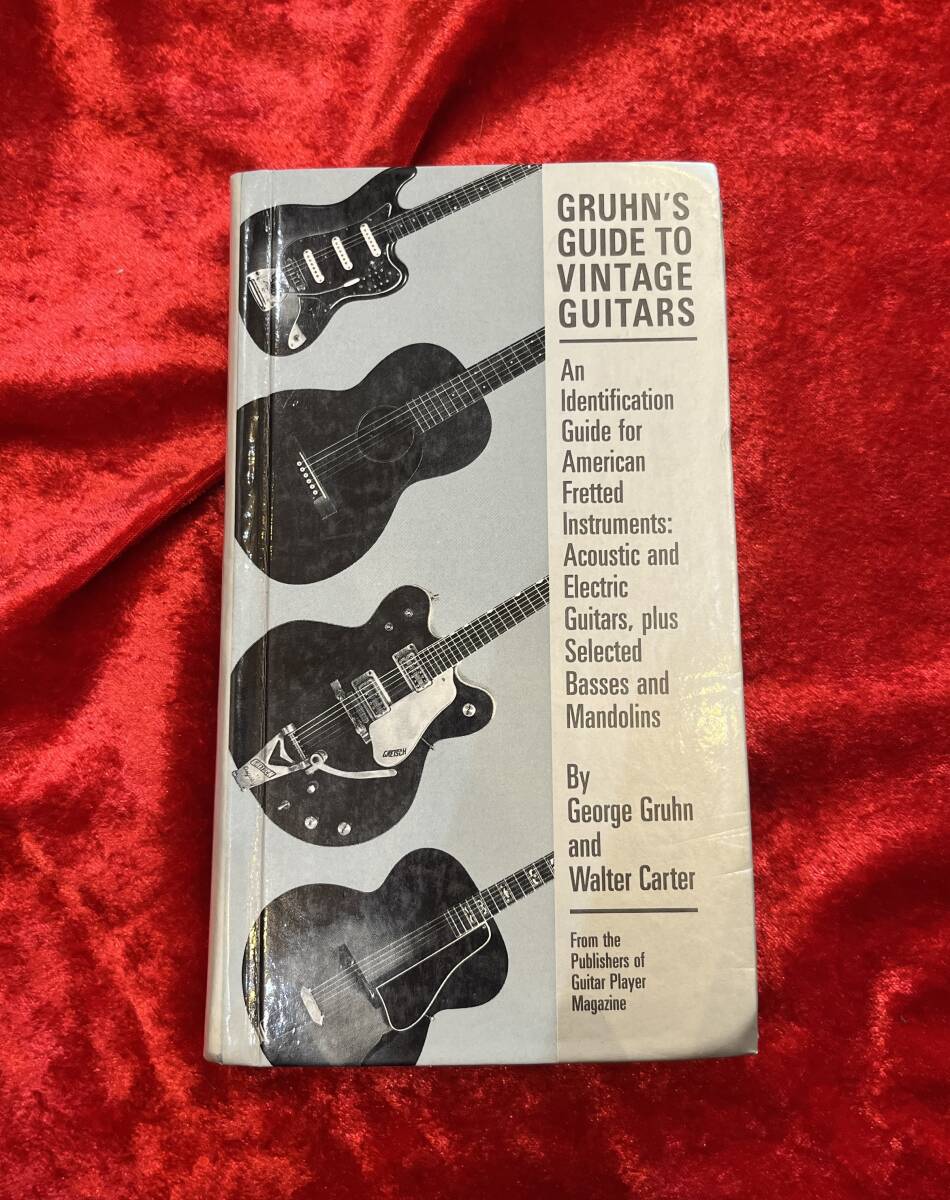 GRUHN'S
GUIDE TO
VINTAGE
GUITARS
An
Identification
Guide for
American
Fretted
Instruments:
Acoustic and
Electric
Guitars, plus
Selected
Basses and
Mandolins
By
George Gruhn
and
Walter Carter
From the
Publishers of
Guitar Player
Magazine
GRETSCH